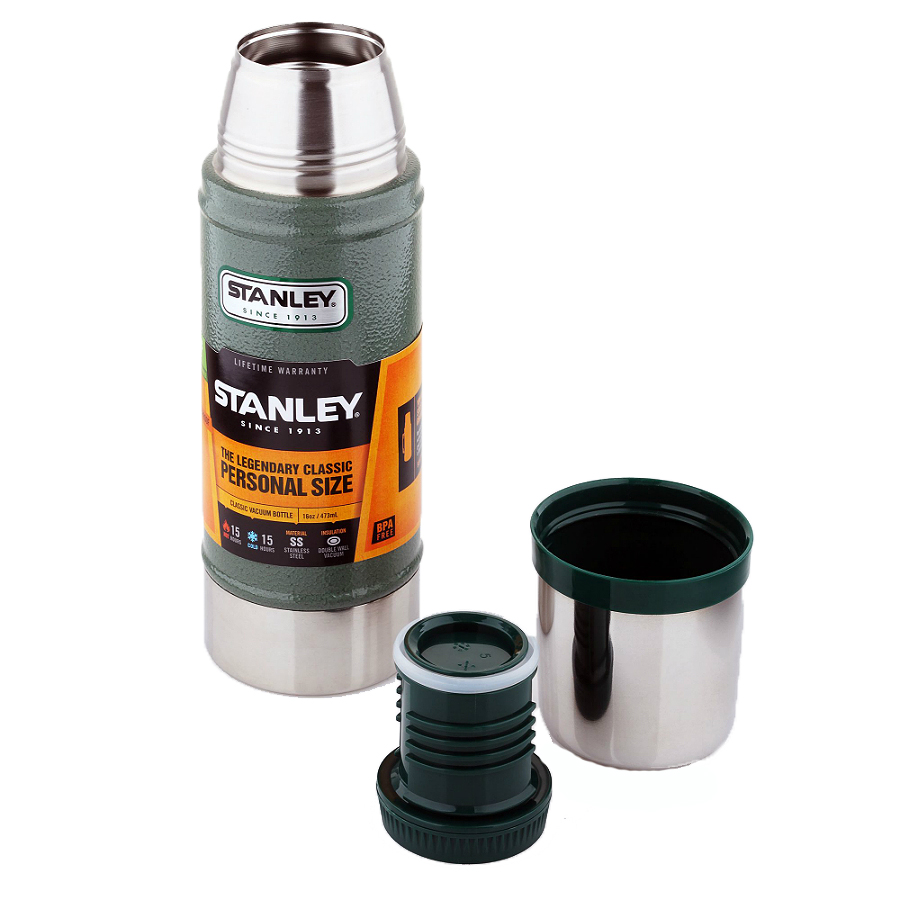 STANLEY®
SINCE 1913
LIFETIME WARRANTY
STANLEY®
SINCE 1913
THE LEGENDARY CLASSIC
PERSONAL SIZE
CLASSIC VACUUM BOTTLE 16oz / 473mL
15 HOURS
HOT
15 HOURS
COLD
MATERIAL
SS
STAINLESS
STEEL
INSULATION
DOUBLE WALL
VACUUM
BPA
FREE
5